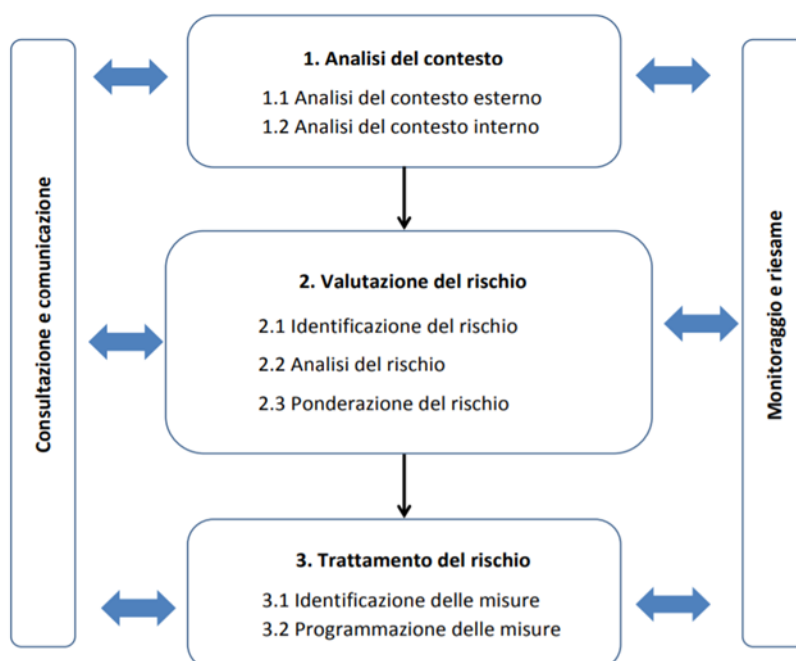 Consultazione e comunicazione
1. Analisi del contesto
1.1 Analisi del contesto esterno
1.2 Analisi del contesto interno
2. Valutazione del rischio
2.1 Identificazione del rischio
2.2 Analisi del rischio
2.3 Ponderazione del rischio
3. Trattamento del rischio
3.1 Identificazione delle misure
3.2 Programmazione delle misure
Monitoraggio e riesame